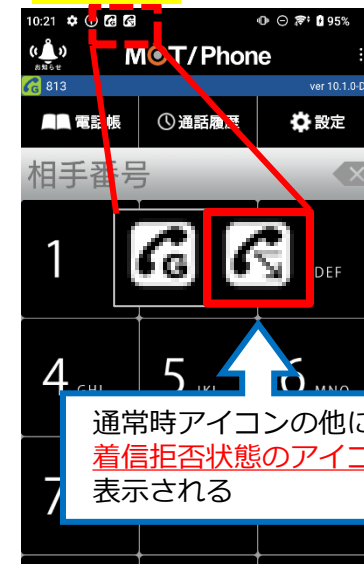 10:21 95%
お知らせ MOT/Phone
813 ver 10.1.0-D
電話帳 通話履歴 設定
相手番号
1 DEF
4 GHI 5 JKL 6 MNO
7
通常時アイコンの他に
着信拒否状態のアイコ
表示される